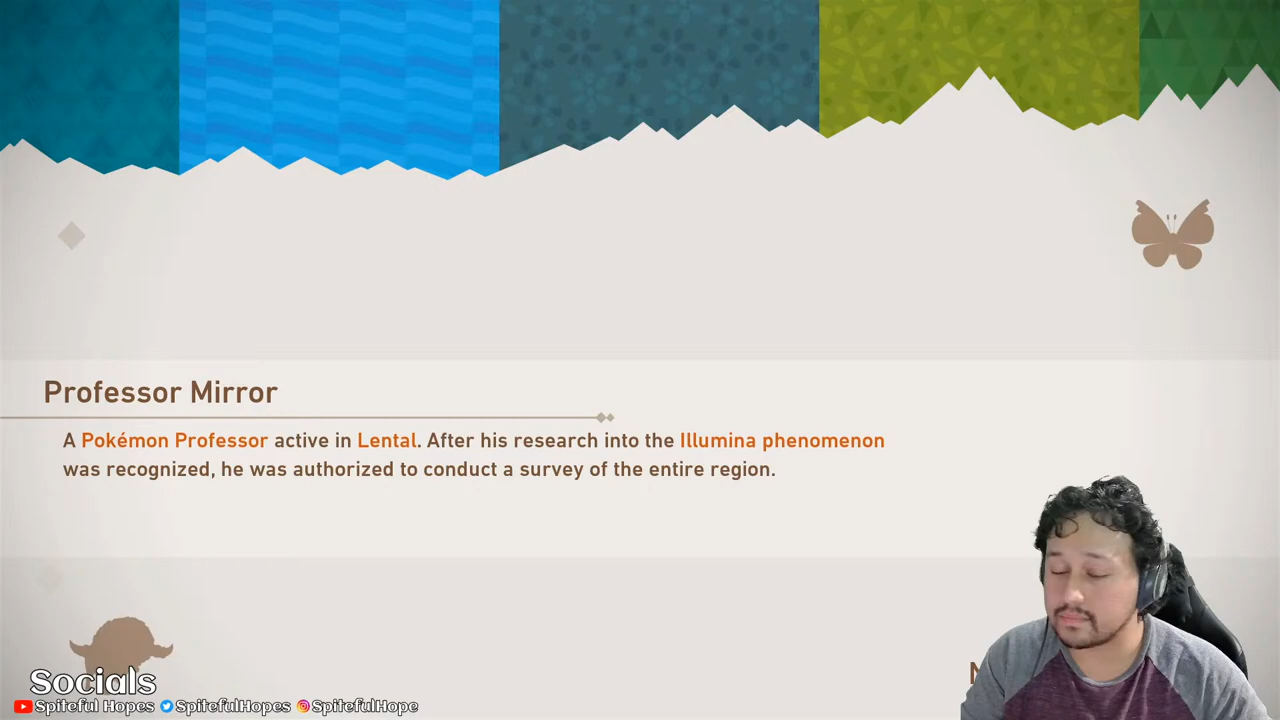 Professor Mirror
A Pokémon Professor active in Lental. After his research into the Illumina phenomenon
was recognized, he was authorized to conduct a survey of the entire region.
Socials
Spiteful Hopes SpitefulHopes SpitefulHope